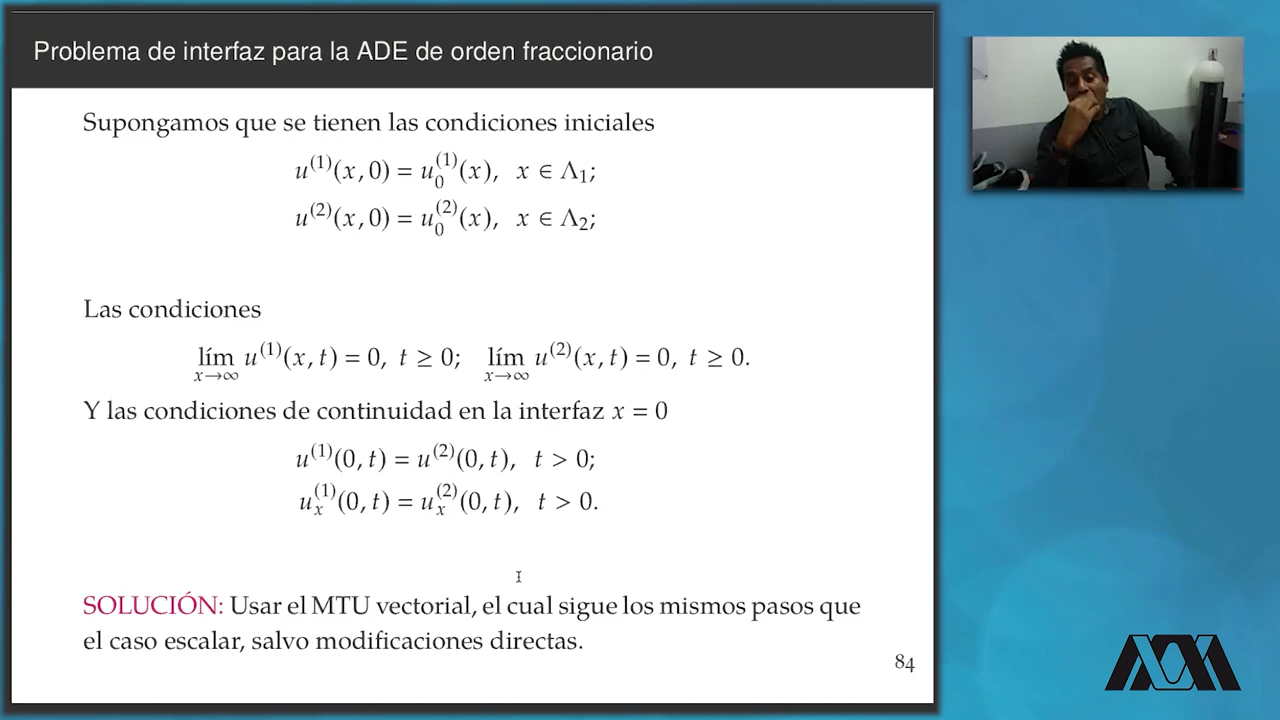 Problema de interfaz para la ADE de orden fraccionario
Supongamos que se tienen las condiciones iniciales
u^{(1)}(x, 0) = u_0^{(1)}(x), x ∈ Λ_1;
u^{(2)}(x, 0) = u_0^{(2)}(x), x ∈ Λ_2;
Las condiciones
lím_{x→∞} u^{(1)}(x, t) = 0, t ≥ 0; lím_{x→∞} u^{(2)}(x, t) = 0, t ≥ 0.
Y las condiciones de continuidad en la interfaz x = 0
u^{(1)}(0, t) = u^{(2)}(0, t), t > 0;
u_x^{(1)}(0, t) = u_x^{(2)}(0, t), t > 0.
SOLUCIÓN: Usar el MTU vectorial, el cual sigue los mismos pasos que
el caso escalar, salvo modificaciones directas.
84